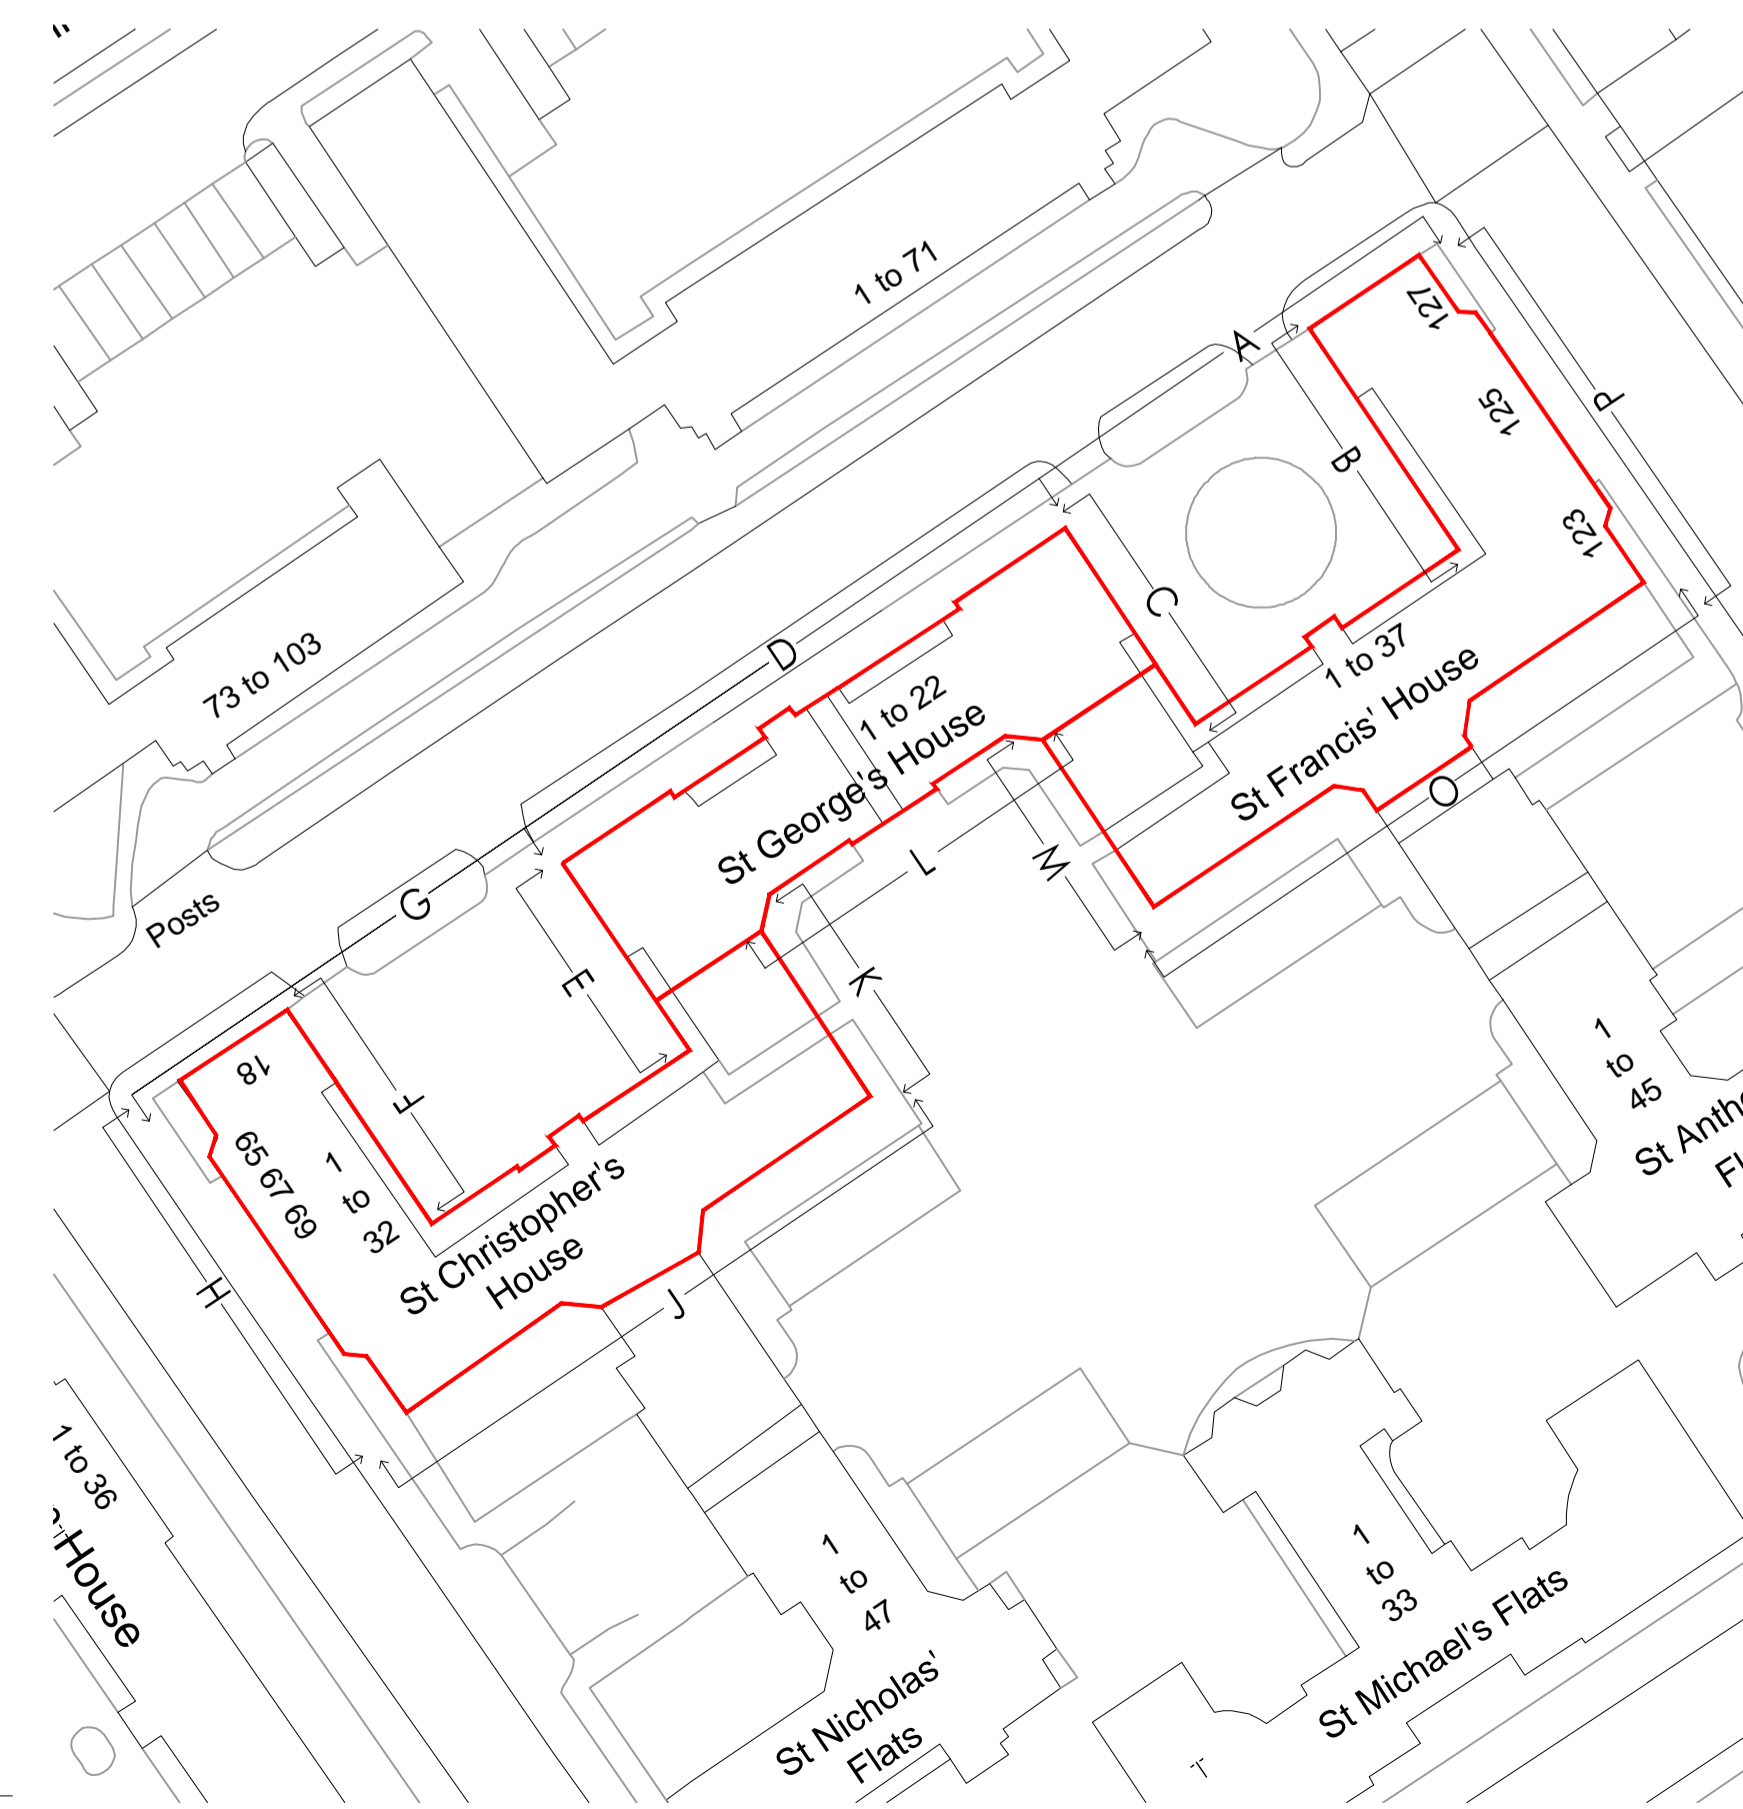 1 to 71
A
127
P
125
B
123
C
73 to 103
D
1 to 22
1 to 37
St George's House
St Francis' House
O
L
M
G
Posts
E
K
18
F
65 67 69
1
to
32
St Christopher's
House
H
J
1
to
45
St Anth
Fl
1 to 36
House
1
to
47
St Nicholas'
Flats
1
to
33
St Michael's Flats